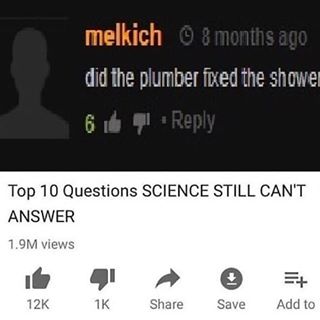 melkich 8 months ago
did the plumber fixed the shower
6 • Reply
Top 10 Questions SCIENCE STILL CAN'T
ANSWER
1.9M views
12K 1K Share Save Add to